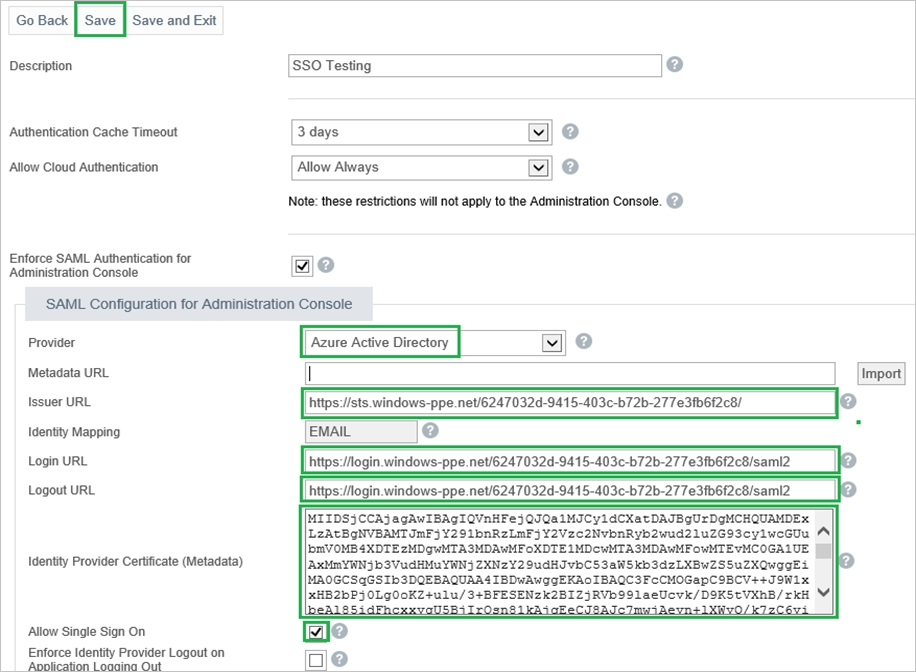 Go Back Save Save and Exit
Description SSO Testing
Authentication Cache Timeout 3 days
Allow Cloud Authentication Allow Always
Note: these restrictions will not apply to the Administration Console.
Enforce SAML Authentication for
Administration Console
SAML Configuration for Administration Console
Provider Azure Active Directory
Metadata URL Import
Issuer URL https://sts.windows-ppe.net/6247032d-9415-403c-b72b-277e3fb6f2c8/
Identity Mapping EMAIL
Login URL https://login.windows-ppe.net/6247032d-9415-403c-b72b-277e3fb6f2c8/saml2
Logout URL https://login.windows-ppe.net/6247032d-9415-403c-b72b-277e3fb6f2c8/saml2
MIIDSjCCAjagAwIBAgIQVnHFejQJQa1MJCy1dCXatDAJBgUrDgMCHQUAMDEx
LzAtBgNVBAMTJmFjY291bnRzLmFjY2Vzc2NvbnRyb2wud2luZG93cy1wcGUu
bmV0MB4XDTEzMDgwMTA3MDAwMFoXDTE1MDcwMTA3MDAwMFowMTEvMC0GA1UE
AxMmYWNjb3VudHMuYWNjZXNzY29udHJvbC53aW5kb3dzLXBwZS5uZXQwggEi
Identity Provider Certificate (Metadata)
MA0GCSqGSIb3DQEBAQUAA4IBDwAwggEKAoIBAQC3FcCMOGapC9BCV++J9W1x
xHB2bPj0Lg0oKZ+ulu/3+BFESENzk2BIZjRVb99laeUcvk/D9K5tVXhB/rkH
Allow Single Sign On
Enforce Identity Provider Logout on
Application Logging Out